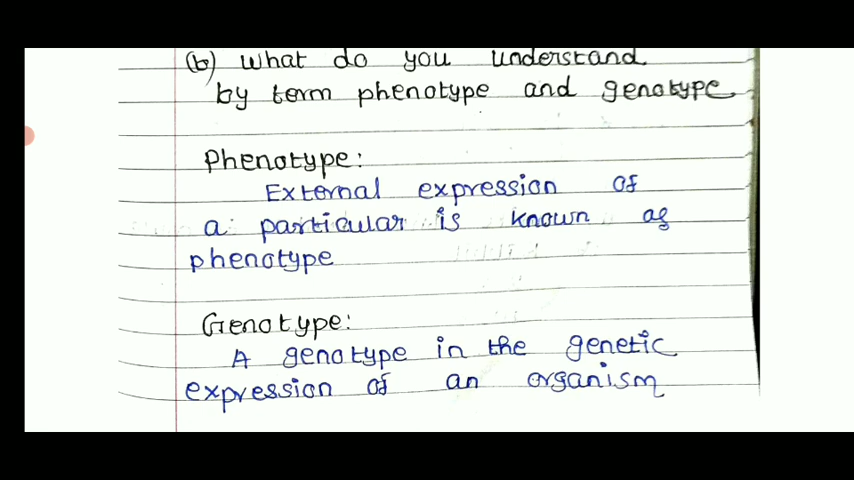 (b) What do you understand
by term phenotype and genotype
Phenotype:
External expression of
a particular is known as
phenotype
Genotype:
A genotype in the genetic
expression of an organism